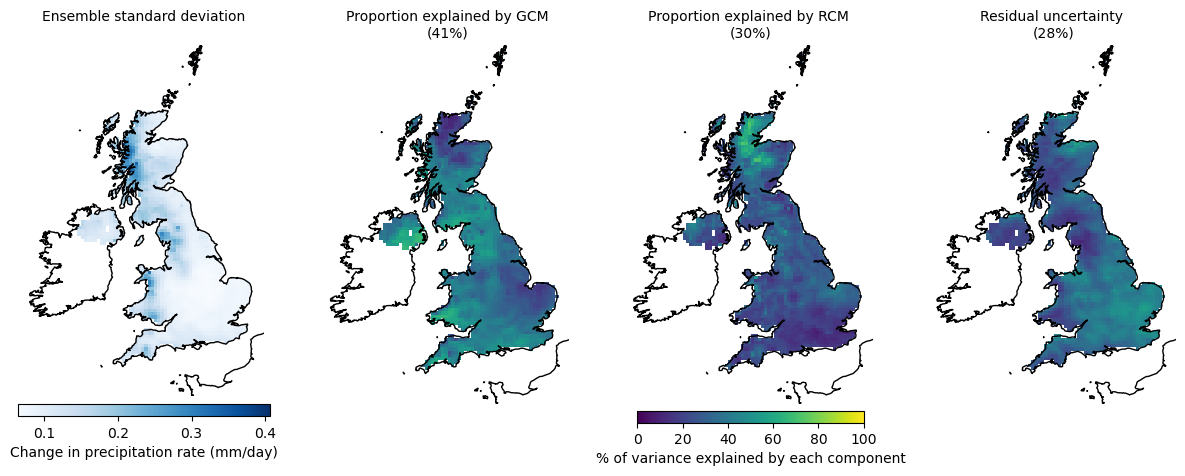 Ensemble standard deviation
Proportion explained by GCM
(41%)
Proportion explained by RCM
(30%)
Residual uncertainty
(28%)
0.1 0.2 0.3 0.4
Change in precipitation rate (mm/day)
0 20 40 60 80 100
% of variance explained by each component